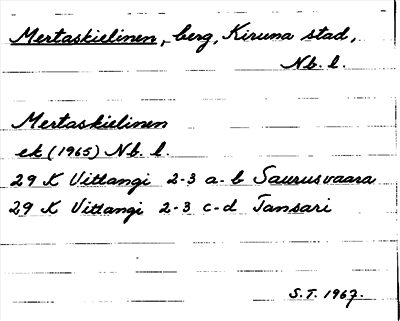 Mertaskielinen, berg, Kiruna stad,
Nb. l.
Mertaskielinen
ek (1965) Nb. l.
29 K Vittangi 2-3 a-b Saurusvaara
29 K Vittangi 2-3 c-d Tansari
S.T. 1967.